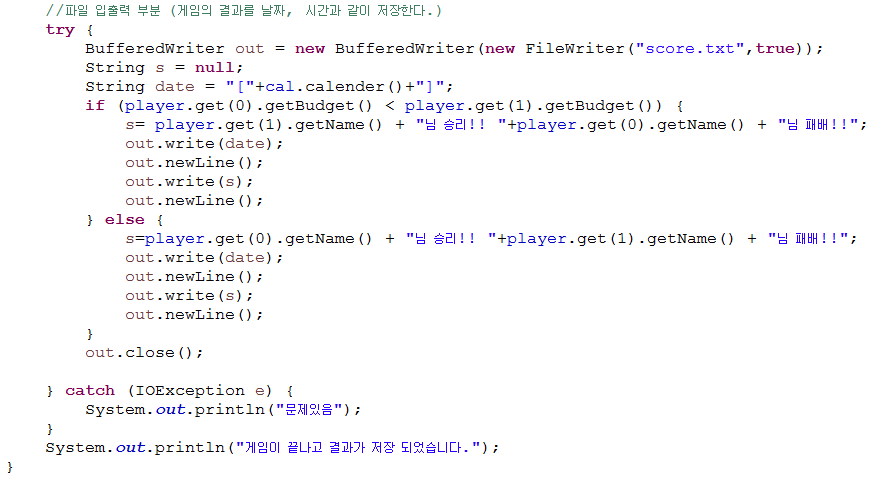 //파일 입출력 부분 (게임의 결과를 날짜, 시간과 같이 저장한다.)
try {
BufferedWriter out = new BufferedWriter(new FileWriter("score.txt",true));
String s = null;
String date = "["+cal.calender()+"]";
if (player.get(0).getBudget() < player.get(1).getBudget()) {
s= player.get(1).getName() + "님 승리!! "+player.get(0).getName() + "님 패배!!";
out.write(date);
out.newLine();
out.write(s);
out.newLine();
} else {
s=player.get(0).getName() + "님 승리!! "+player.get(1).getName() + "님 패배!!";
out.write(date);
out.newLine();
out.write(s);
out.newLine();
}
out.close();
} catch (IOException e) {
System.out.println("문제있음");
}
System.out.println("게임이 끝나고 결과가 저장 되었습니다.");
}